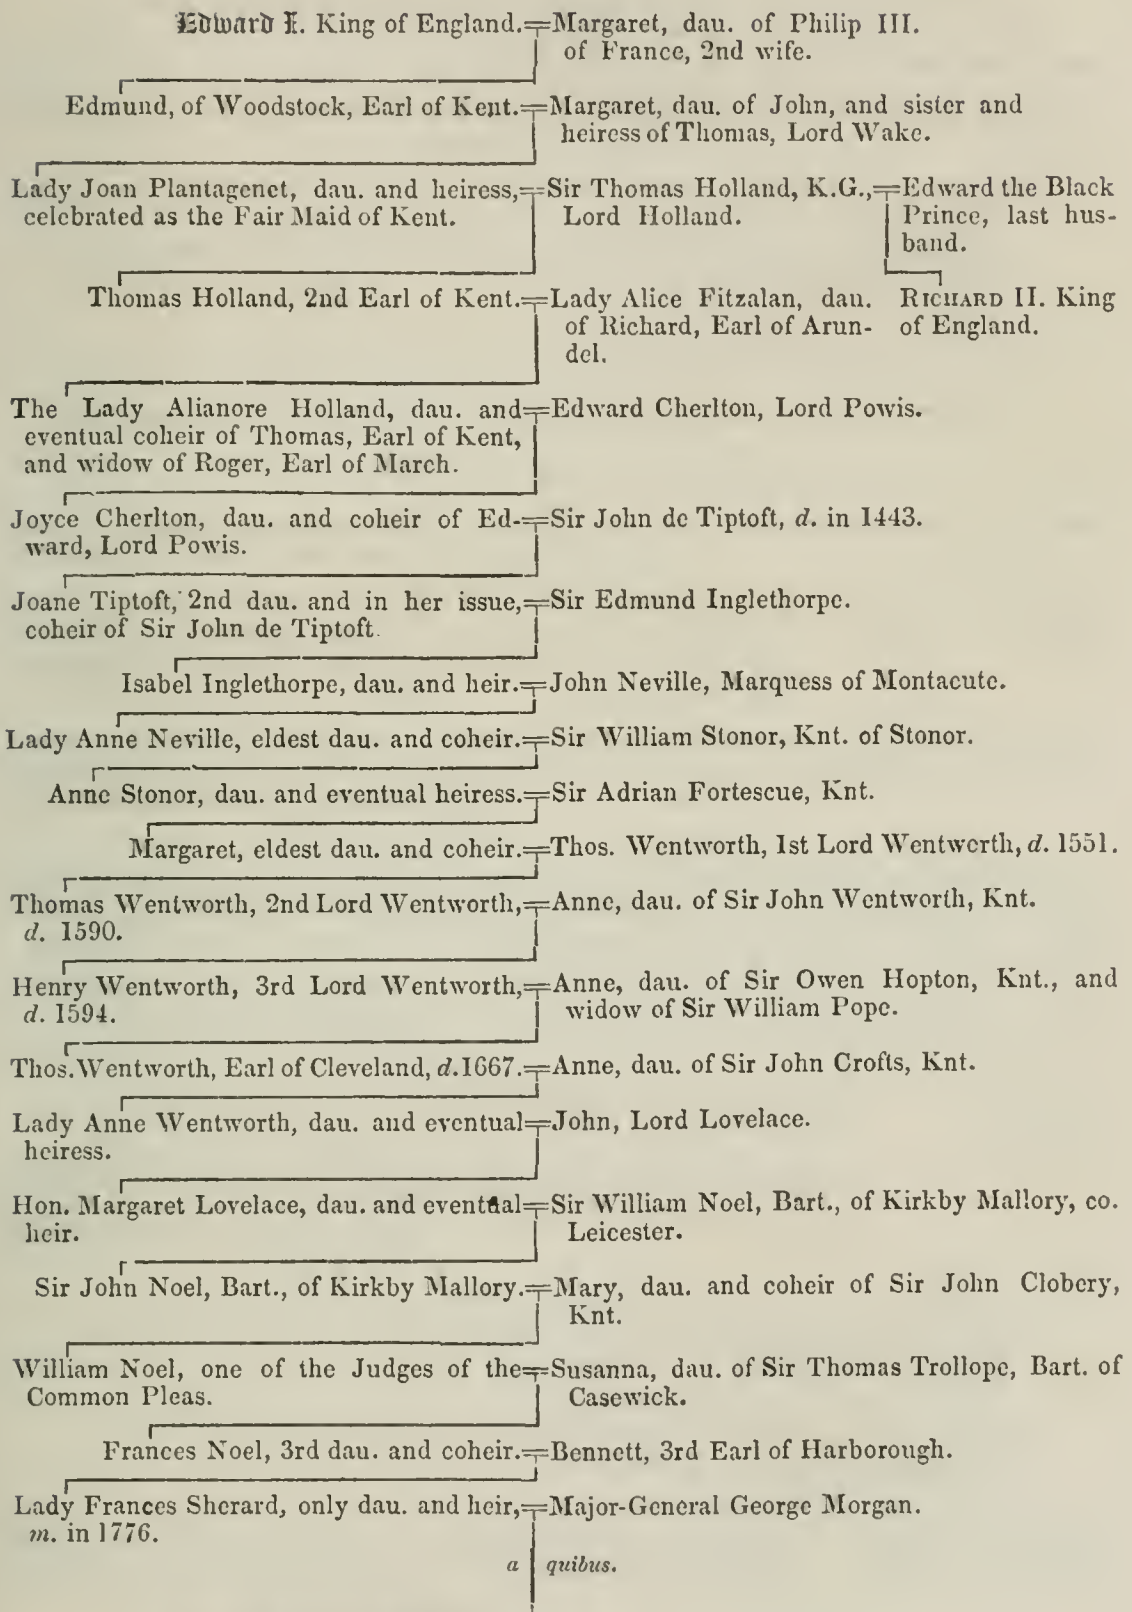 Edward I. King of England.=Margaret, dau. of Philip III.
of France, 2nd wife.
Edmund, of Woodstock, Earl of Kent.=Margaret, dau. of John, and sister and
heiress of Thomas, Lord Wake.
Lady Joan Plantagenet, dau. and heiress,=Sir Thomas Holland, K.G.,=Edward the Black
celebrated as the Fair Maid of Kent. Lord Holland. Prince, last hus-
band.
Thomas Holland, 2nd Earl of Kent.=Lady Alice Fitzalan, dau. RICHARD II. King
of Richard, Earl of Arun- of England.
del.
The Lady Alianore Holland, dau. and=Edward Cherlton, Lord Powis.
eventual coheir of Thomas, Earl of Kent,
and widow of Roger, Earl of March.
Joyce Cherlton, dau. and coheir of Ed-=Sir John de Tiptoft, d. in 1443.
ward, Lord Powis.
Joane Tiptoft, 2nd dau. and in her issue,=Sir Edmund Inglethorpe.
coheir of Sir John de Tiptoft.
Isabel Inglethorpe, dau. and heir.=John Neville, Marquess of Montacute.
Lady Anne Neville, eldest dau. and coheir.=Sir William Stonor, Knt. of Stonor.
Anne Stonor, dau. and eventual heiress.=Sir Adrian Fortescue, Knt.
Margaret, eldest dau. and coheir.=Thos. Wentworth, 1st Lord Wentworth, d. 1551.
Thomas Wentworth, 2nd Lord Wentworth,=Anne, dau. of Sir John Wentworth, Knt.
d. 1590.
Henry Wentworth, 3rd Lord Wentworth,=Anne, dau. of Sir Owen Hopton, Knt., and
d. 1594. widow of Sir William Pope.
Thos. Wentworth, Earl of Cleveland, d. 1667.=Anne, dau. of Sir John Crofts, Knt.
Lady Anne Wentworth, dau. and eventual=John, Lord Lovelace.
heiress.
Hon. Margaret Lovelace, dau. and eventual=Sir William Noel, Bart., of Kirkby Mallory, co.
heir. Leicester.
Sir John Noel, Bart., of Kirkby Mallory.=Mary, dau. and coheir of Sir John Clobery,
Knt.
William Noel, one of the Judges of the=Susanna, dau. of Sir Thomas Trollope, Bart. of
Common Pleas. Casewick.
Frances Noel, 3rd dau. and coheir.=Bennett, 3rd Earl of Harborough.
Lady Frances Sherard, only dau. and heir,=Major-General George Morgan.
m. in 1776.
a quibus.